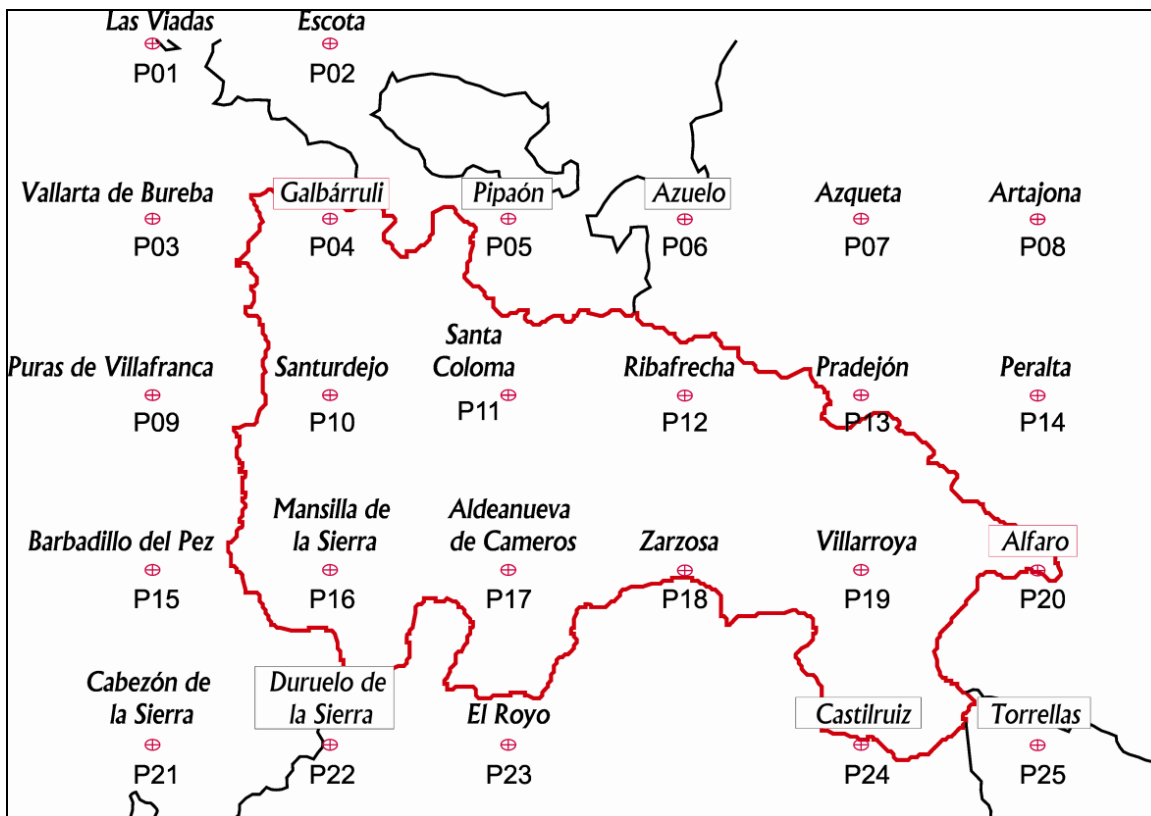 Las Viadas
P01
Escota
P02
Vallarta de Bureba
P03
Galbárruli
P04
Pipaón
P05
Azuelo
P06
Azqueta
P07
Artajona
P08
Puras de Villafranca
P09
Santurdejo
P10
Santa
Coloma
P11
Ribafrecha
P12
Pradejón
P13
Peralta
P14
Barbadillo del Pez
P15
Mansilla de
la Sierra
P16
Aldeanueva
de Cameros
P17
Zarzosa
P18
Villarroya
P19
Alfaro
P20
Cabezón de
la Sierra
P21
Duruelo de
la Sierra
P22
El Royo
P23
Castilruiz
P24
Torrellas
P25